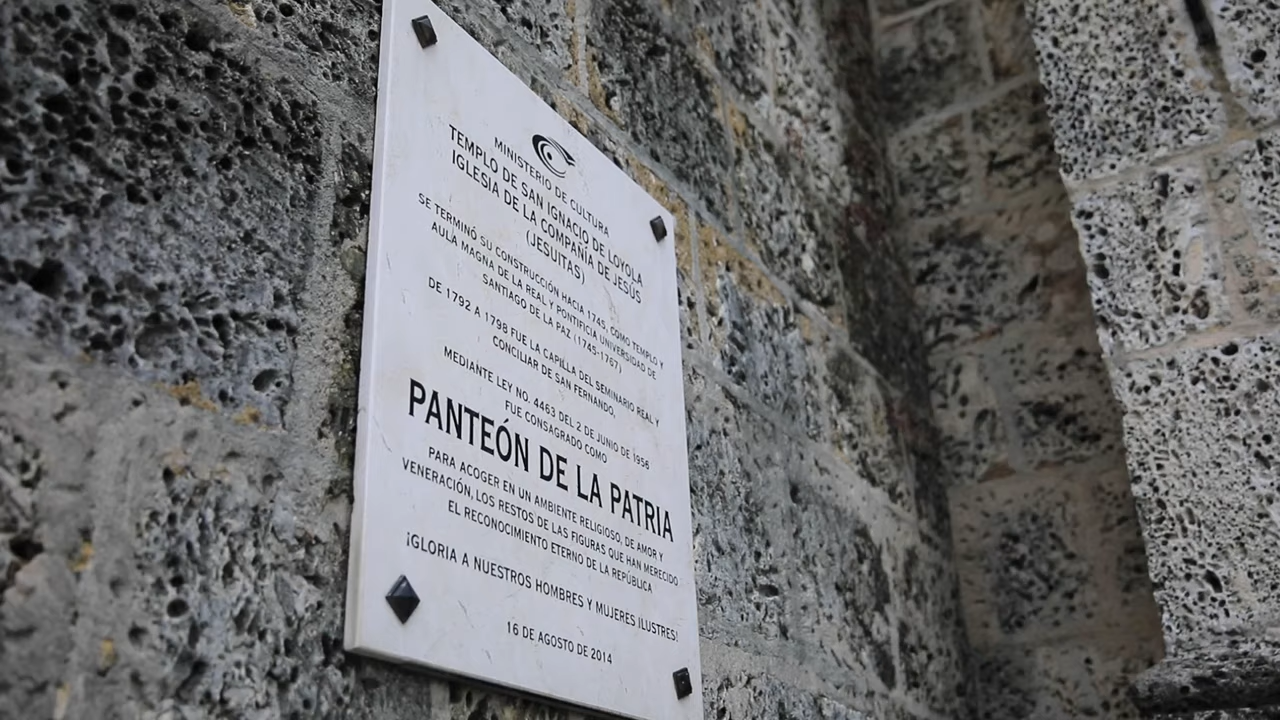 MINISTERIO DE CULTURA
TEMPLO DE SAN IGNACIO DE LOYOLA
IGLESIA DE LA COMPAÑÍA DE JESÚS
(JESUITAS)
SE TERMINÓ SU CONSTRUCCIÓN HACIA 1745, COMO TEMPLO Y
AULA MAGNA DE LA REAL Y PONTIFICIA UNIVERSIDAD DE
SANTIAGO DE LA PAZ (1745-1767)
DE 1792 A 1798 FUE LA CAPILLA DEL SEMINARIO REAL Y
CONCILIAR DE SAN FERNANDO.
MEDIANTE LEY NO. 4463 DEL 2 DE JUNIO DE 1956
FUE CONSAGRADO COMO
PANTEÓN DE LA PATRIA
PARA ACOGER EN UN AMBIENTE RELIGIOSO, DE AMOR Y
VENERACIÓN, LOS RESTOS DE LAS FIGURAS QUE HAN MERECIDO
EL RECONOCIMIENTO ETERNO DE LA REPÚBLICA
¡GLORIA A NUESTROS HOMBRES Y MUJERES ILUSTRES!
16 DE AGOSTO DE 2014